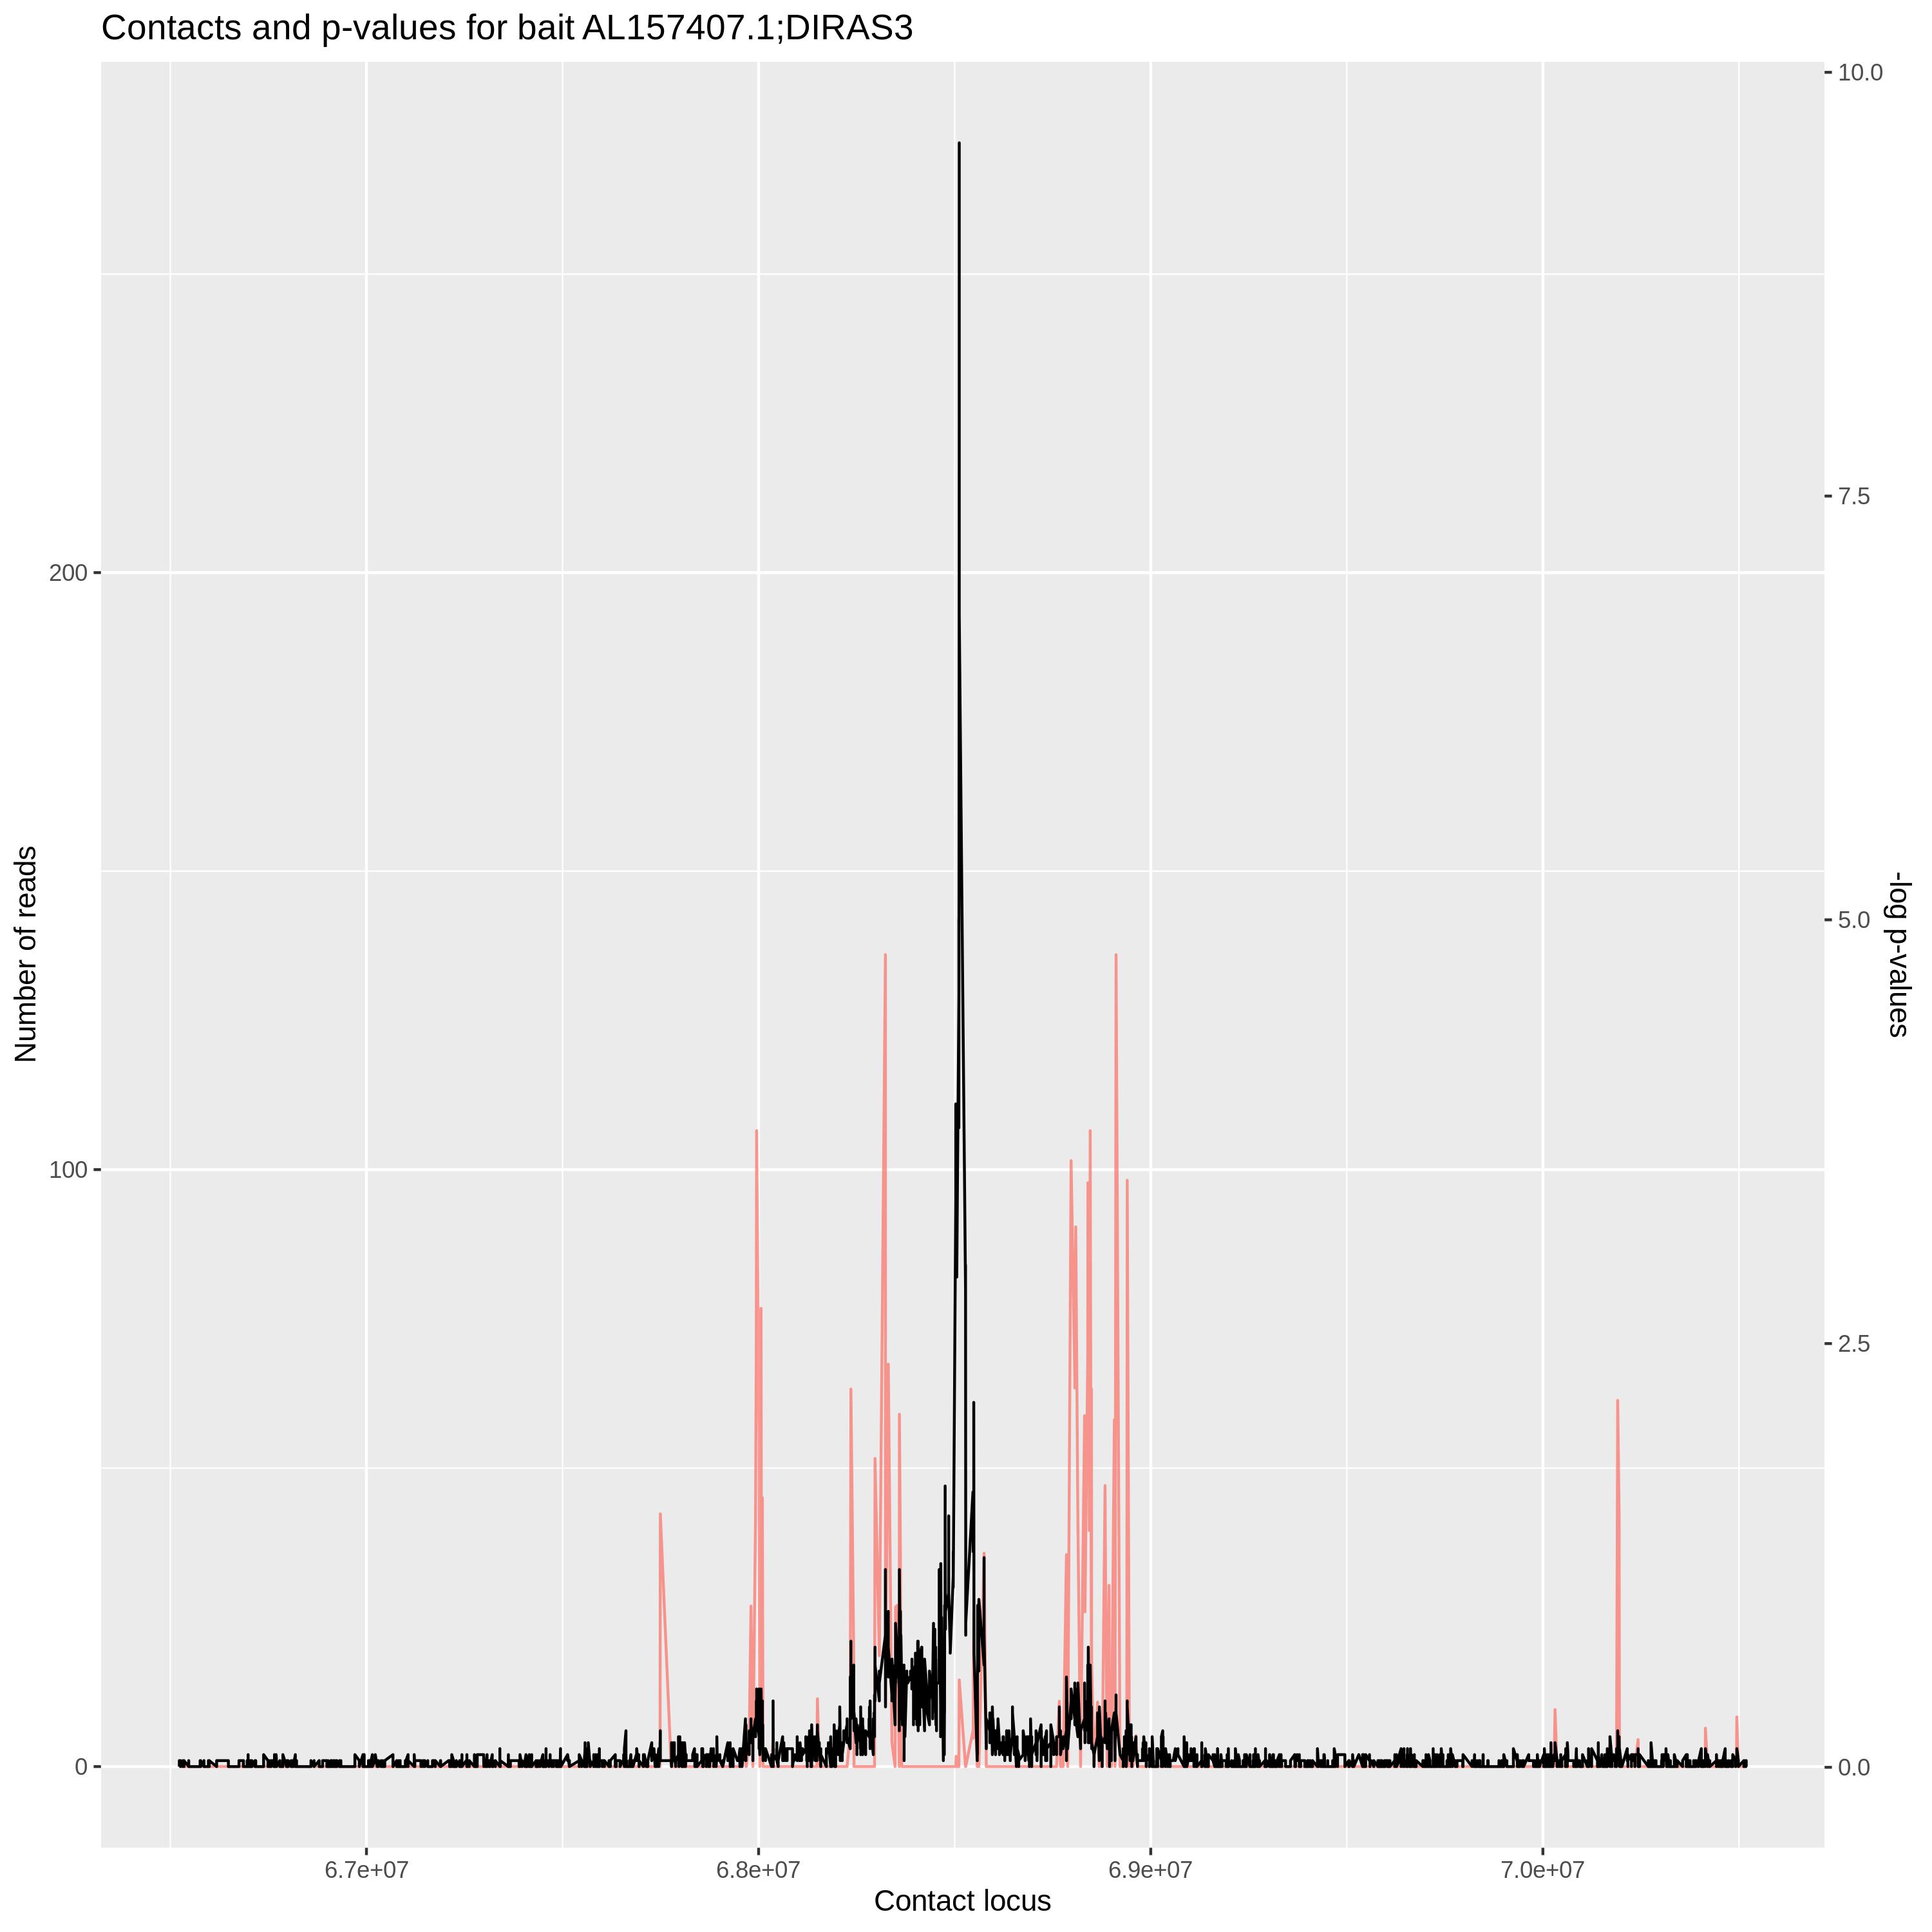 Contacts and p-values for bait AL157407.1;DIRAS3
10.0
7.5
200
Number of reads
-log p-values
5.0
100
2.5
0
0.0
6.7e+07
6.8e+07
6.9e+07
7.0e+07
Contact locus